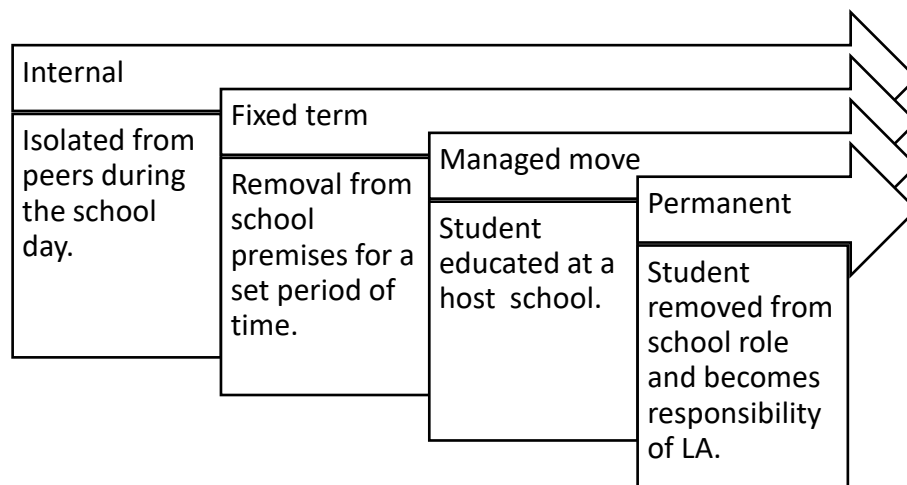 Internal
Isolated from
peers during
the school
day.
Fixed term
Removal from
school
premises for a
set period of
time.
Managed move
Student
educated at a
host  school.
Permanent
Student
removed from
school role
and becomes
responsibility
of LA.